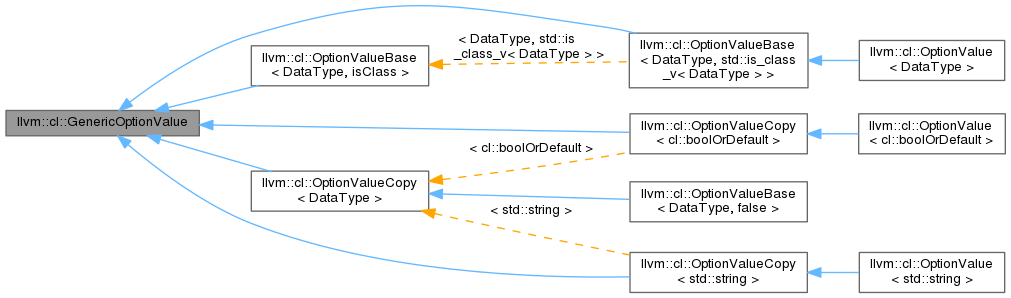 llvm::cl::GenericOptionValue
llvm::cl::OptionValueBase
< DataType, isClass >
< DataType, std::is
_class_v< DataType > >
llvm::cl::OptionValueBase
< DataType, std::is_class
_v< DataType > >
llvm::cl::OptionValue
< DataType >
llvm::cl::OptionValueCopy
< DataType >
< cl::boolOrDefault >
< std::string >
llvm::cl::OptionValueCopy
< cl::boolOrDefault >
llvm::cl::OptionValue
< cl::boolOrDefault >
llvm::cl::OptionValueBase
< DataType, false >
llvm::cl::OptionValueCopy
< std::string >
llvm::cl::OptionValue
< std::string >